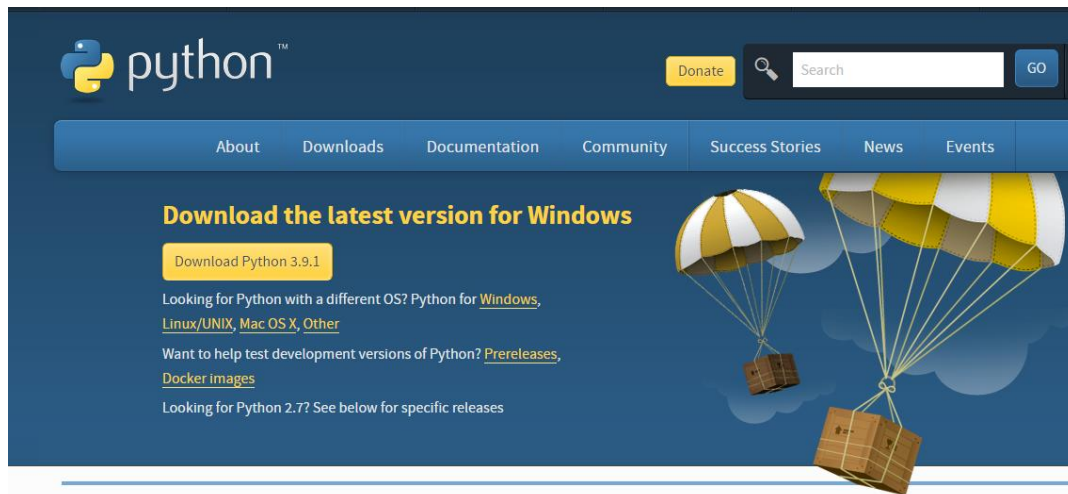 python™
Donate
Search
GO
About Downloads Documentation Community Success Stories News Events
Download the latest version for Windows
Download Python 3.9.1
Looking for Python with a different OS? Python for Windows,
Linux/UNIX, Mac OS X, Other
Want to help test development versions of Python? Prereleases,
Docker images
Looking for Python 2.7? See below for specific releases